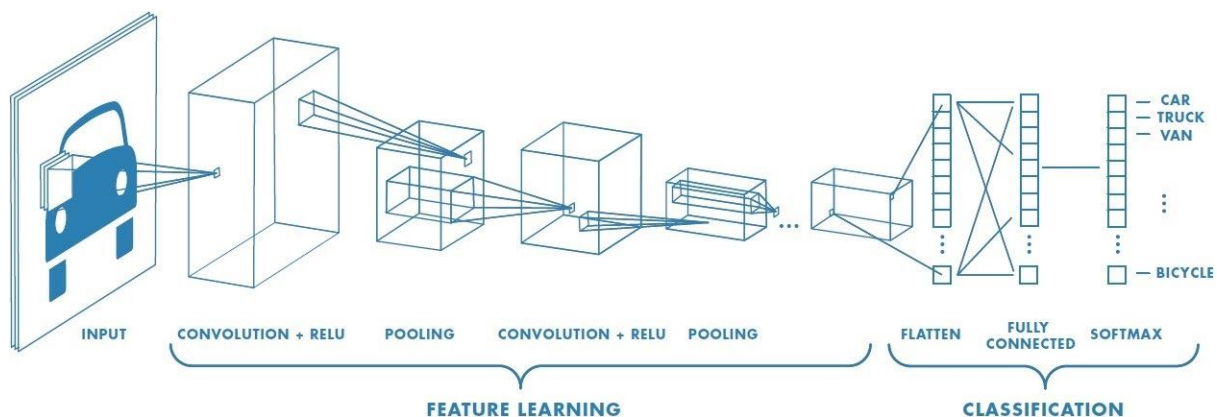 CAR
TRUCK
VAN
BICYCLE
INPUT
CONVOLUTION + RELU
POOLING
CONVOLUTION + RELU
POOLING
FLATTEN
FULLY
CONNECTED
SOFTMAX
FEATURE LEARNING
CLASSIFICATION